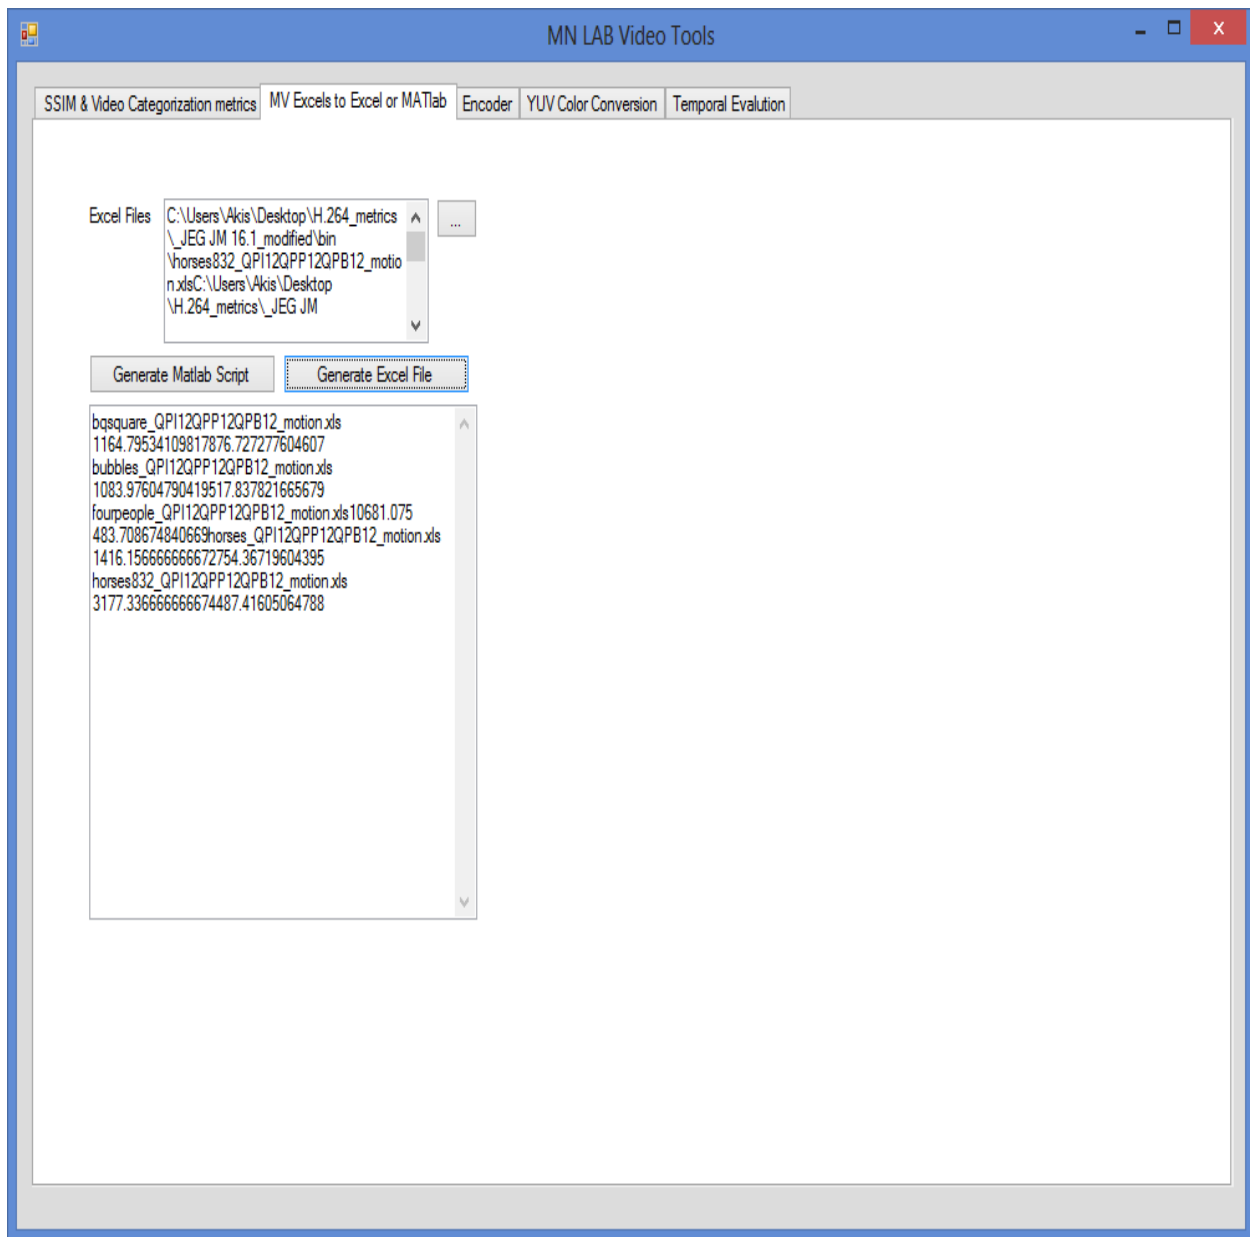 MN LAB Video Tools
SSIM & Video Categorization metrics
MV Excels to Excel or MATlab
Encoder
YUV Color Conversion
Temporal Evalution
Excel Files
C:\Users\Akis\Desktop\H.264_metrics
\_JEG JM 16.1_modified\bin
\horses832_QPI12QPP12QPB12_motio
n.xlsC:\Users\Akis\Desktop
\H.264_metrics\_JEG JM
...
Generate Matlab Script
Generate Excel File
bqsquare_QPI12QPP12QPB12_motion.xls
1164.79534109817876.727277604607
bubbles_QPI12QPP12QPB12_motion.xls
1083.97604790419517.837821665679
fourpeople_QPI12QPP12QPB12_motion.xls10681.075
483.708674840669horses_QPI12QPP12QPB12_motion.xls
1416.156666666672754.36719604395
horses832_QPI12QPP12QPB12_motion.xls
3177.336666666674487.41605064788